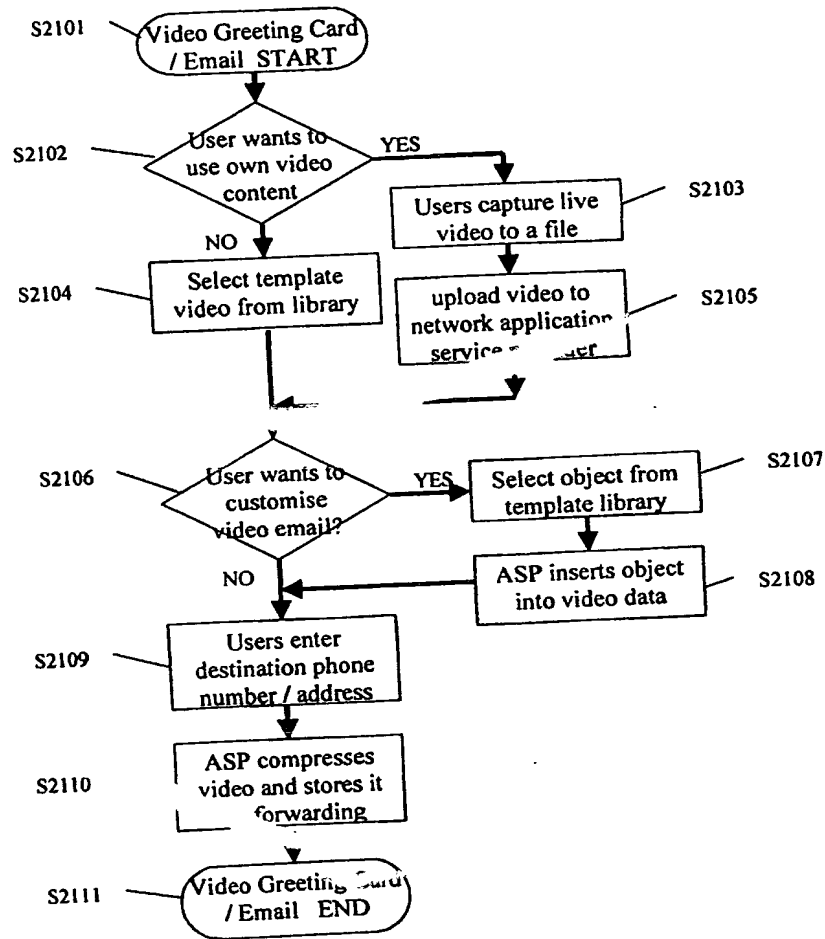 S2101
Video Greeting Card
/ Email START
S2102
User wants to
use own video
content
YES
NO
S2103
Users capture live
video to a file
S2104
Select template
video from library
S2105
upload video to
network application
service
S2106
User wants to
customise
video email?
YES
NO
S2107
Select object from
template library
S2108
ASP inserts object
into video data
S2109
Users enter
destination phone
number / address
S2110
ASP compresses
video and stores it
forwarding
S2111
Video Greeting Card
/ Email END